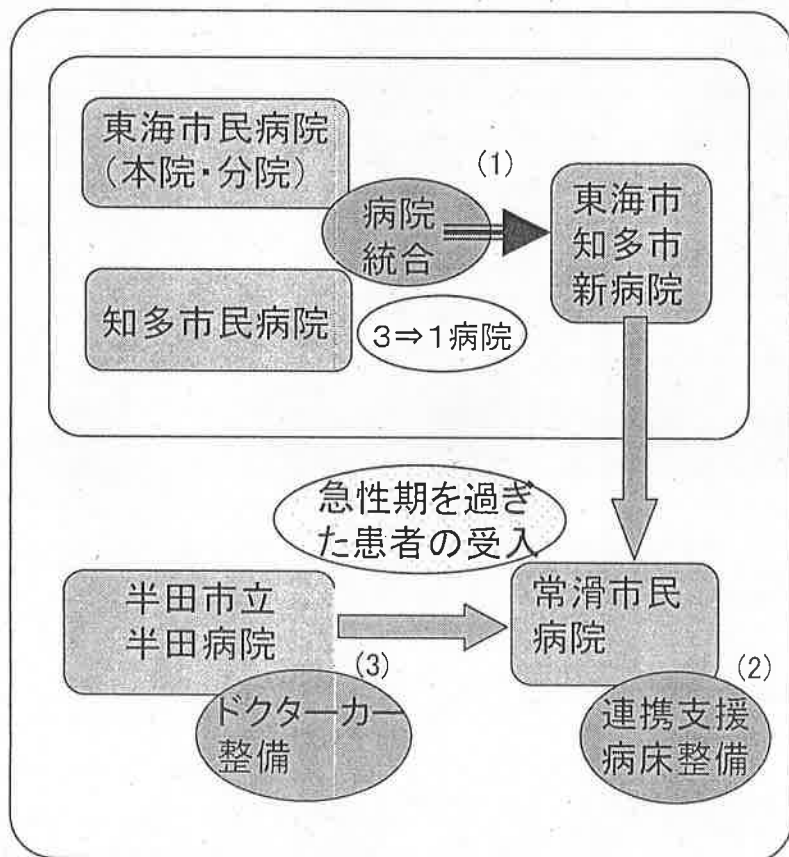 東海市民病院
(本院・分院)
病院
統合
(1)
東海市
知多市
新病院
知多市民病院
3⇒1病院
急性期を過ぎ
た患者の受入
半田市立
半田病院
常滑市民
病院
(3)
ドクターカー
整備
(2)
連携支援
病床整備